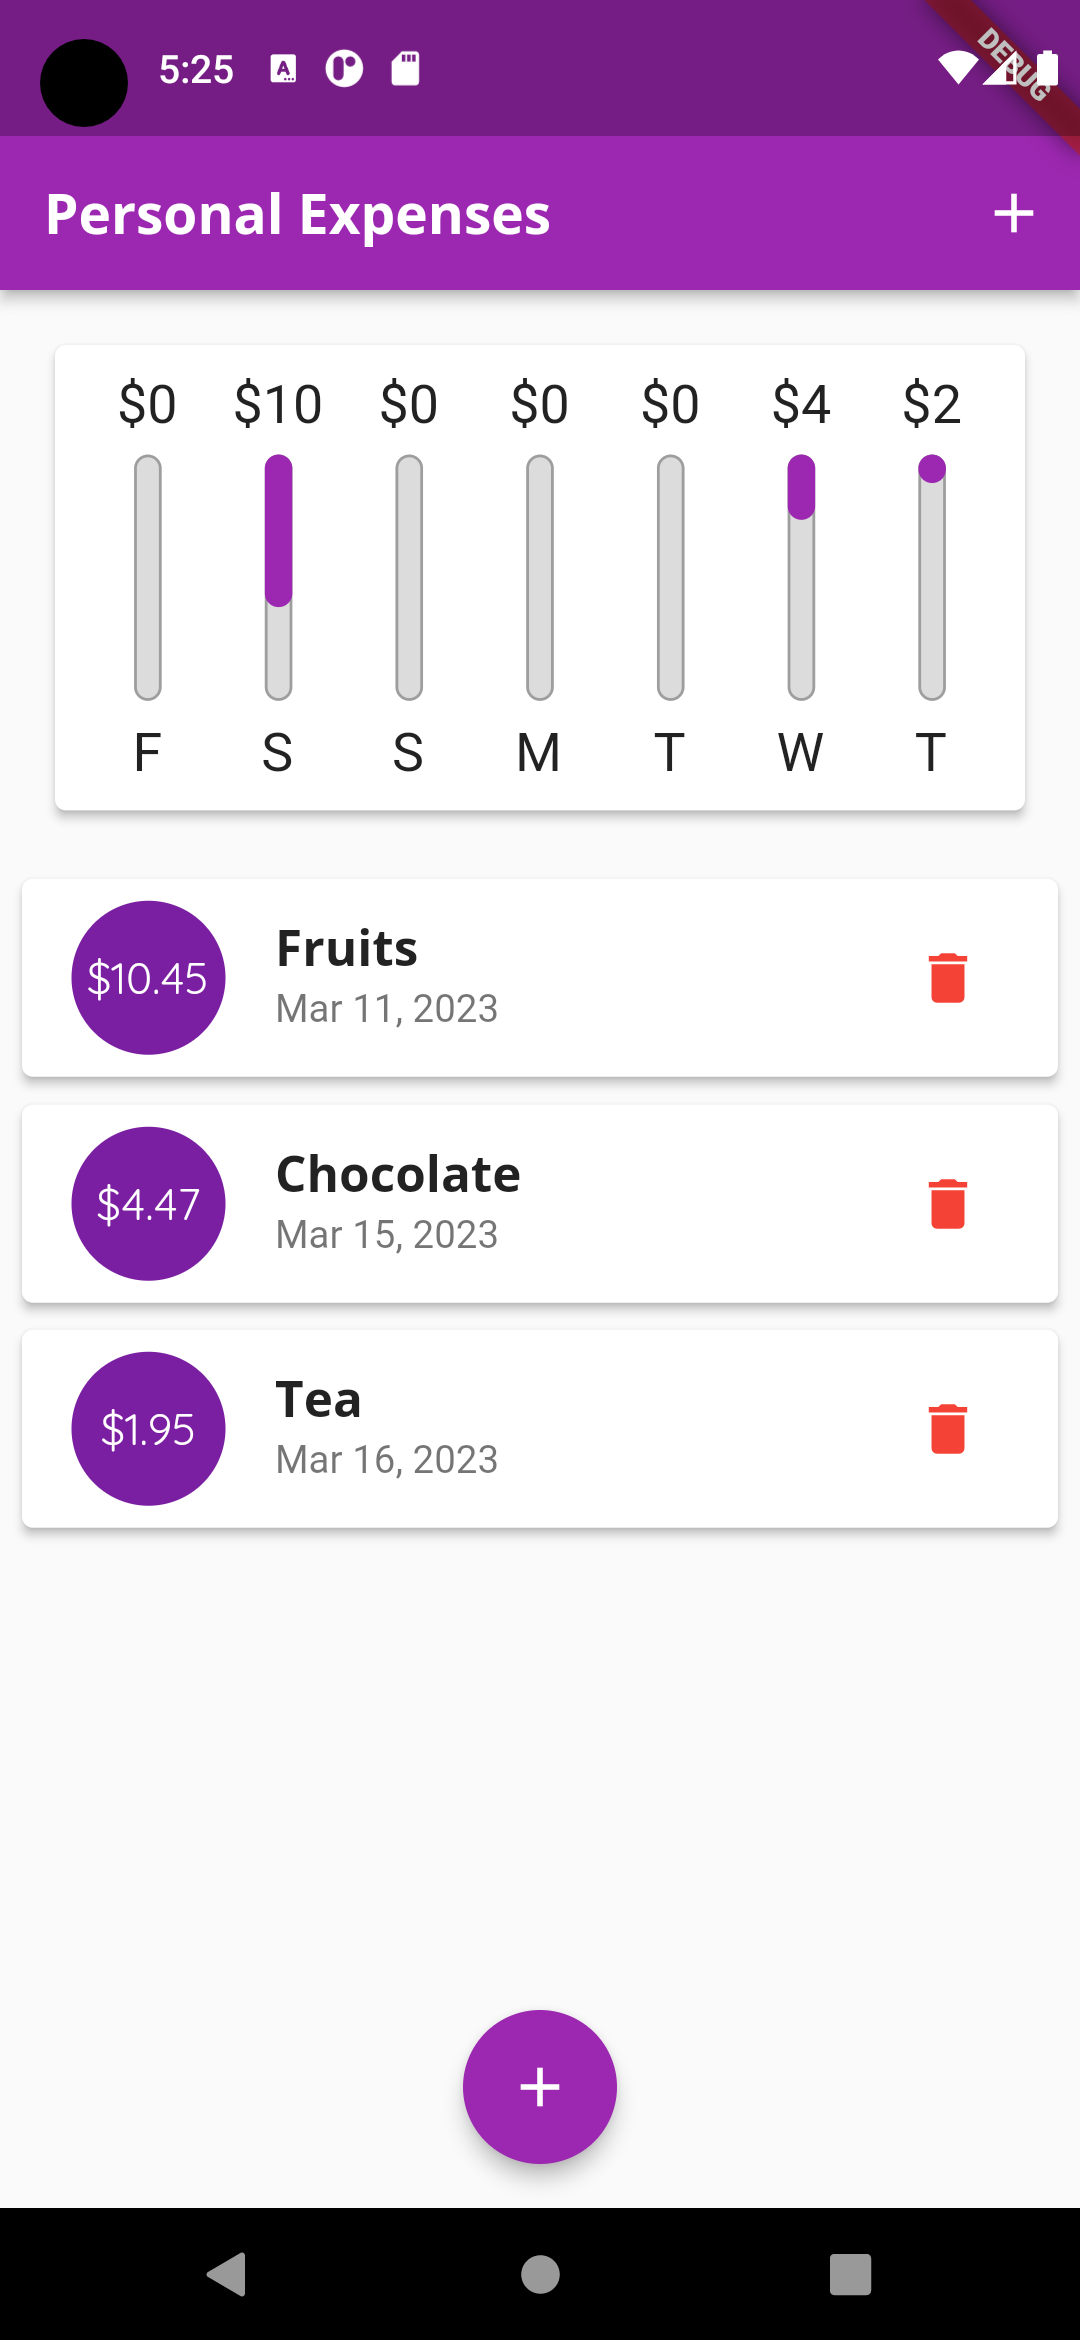 5:25
DEBUG
Personal Expenses
$0 $10 $0 $0 $0 $4 $2
F S S M T W T
$10.45
Fruits
Mar 11, 2023
$4.47
Chocolate
Mar 15, 2023
$1.95
Tea
Mar 16, 2023